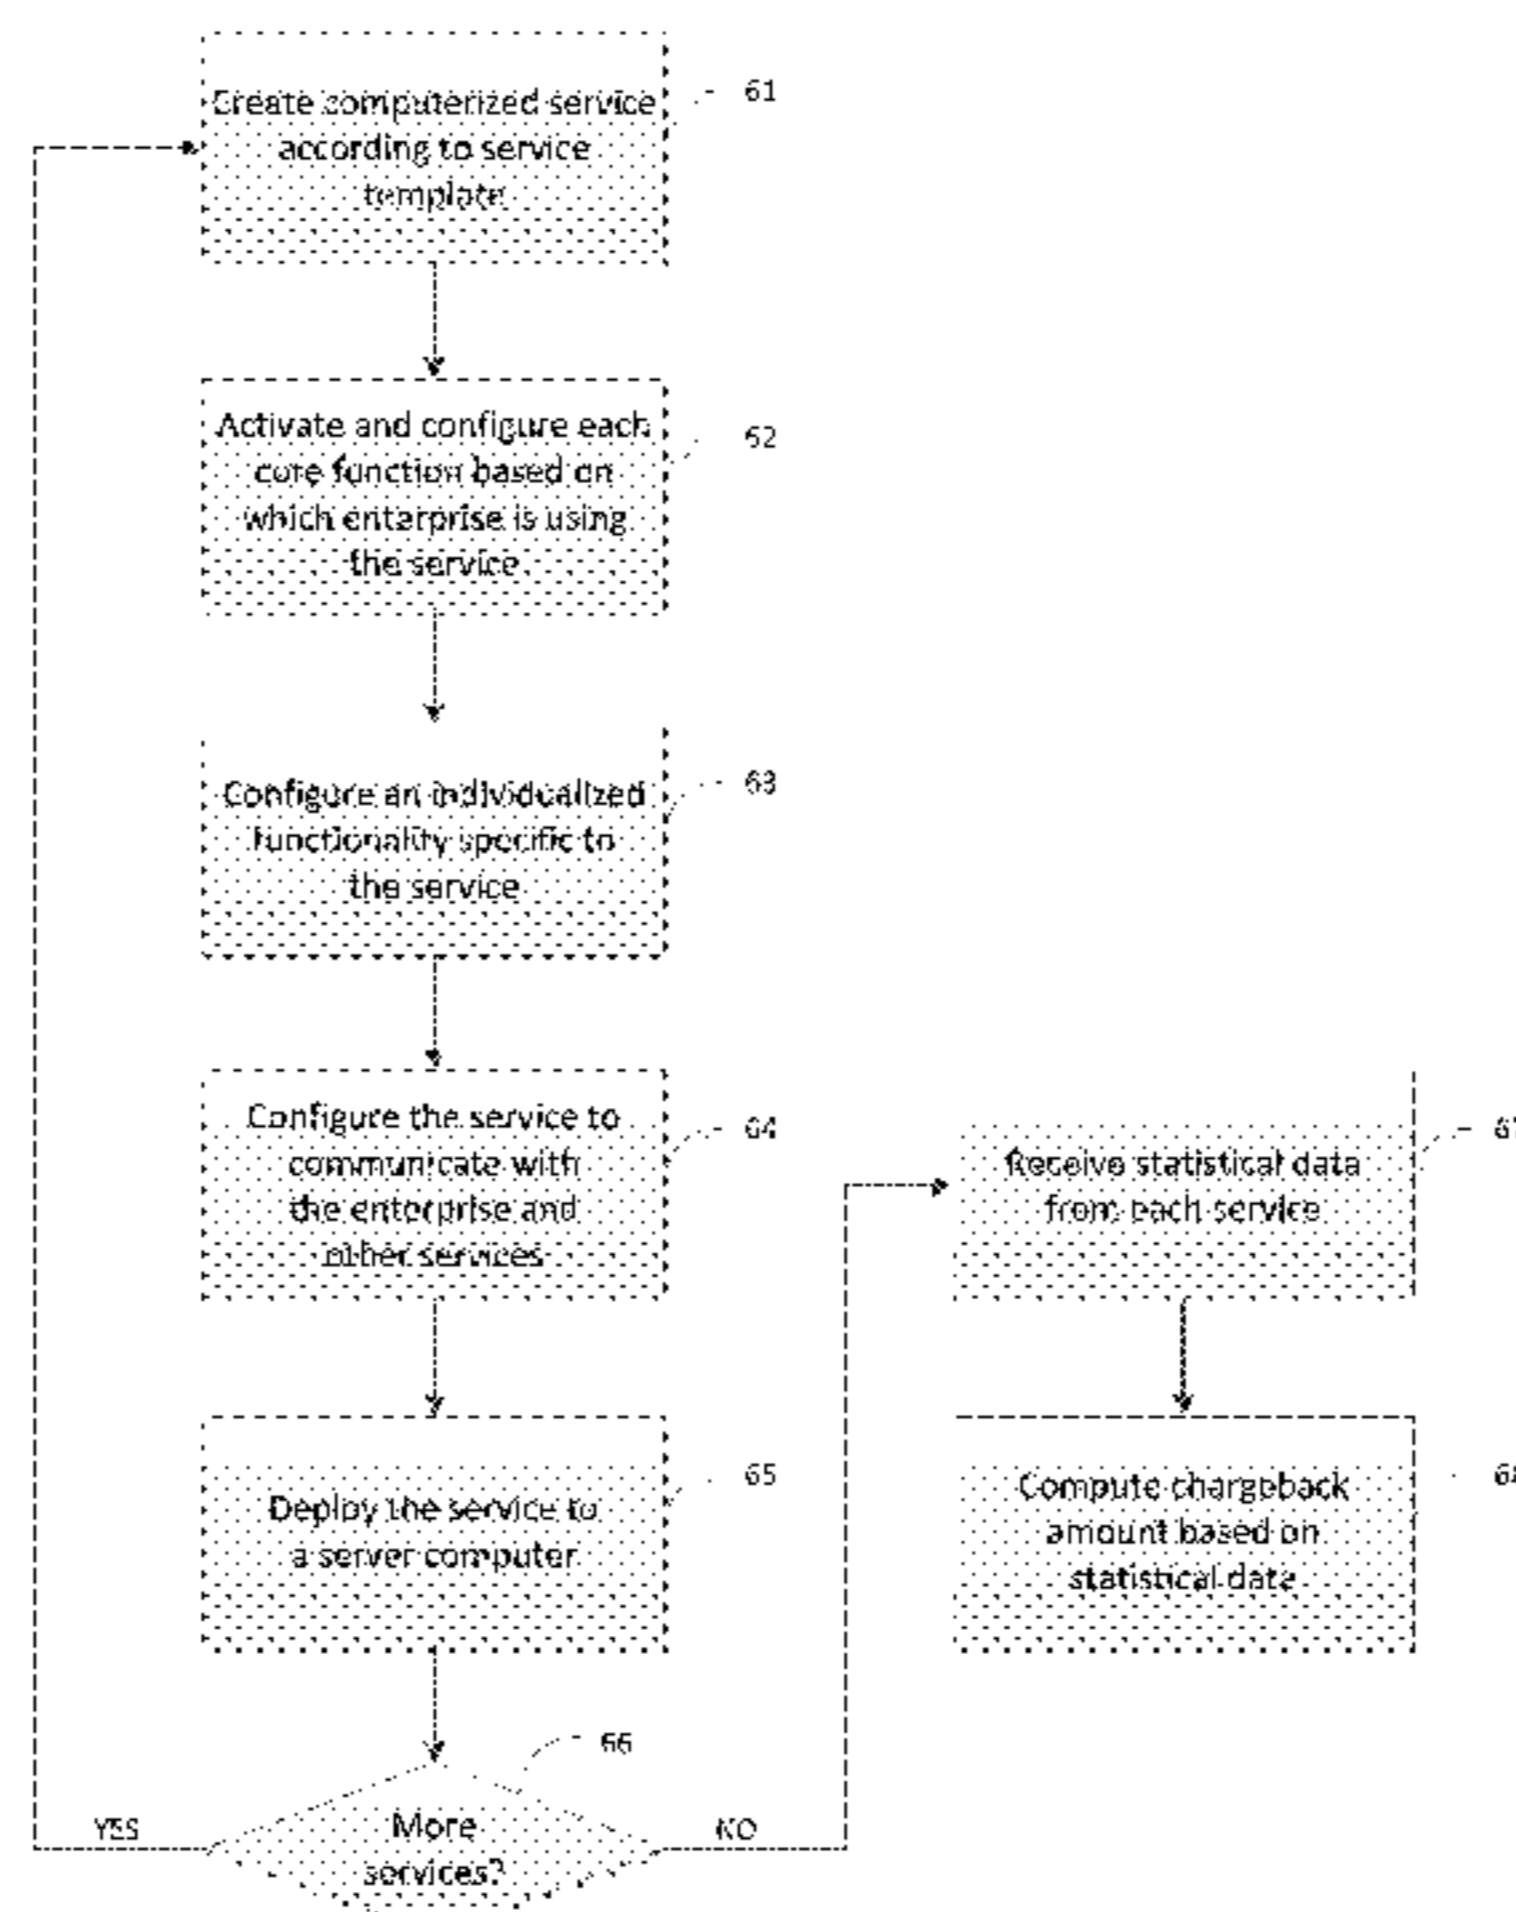 Create computerized service
according to service
template
61
Activate and configure each
core function based on
which enterprise is using
the service
62
Configure an individualized
functionality specific to
the service
63
Configure the service to
communicate with
the enterprise and
other services
64
Deploy the service to
a server computer
65
More
services?
66
YES
NO
Receive statistical data
from each service
Compute chargeback
amount based on
statistical data